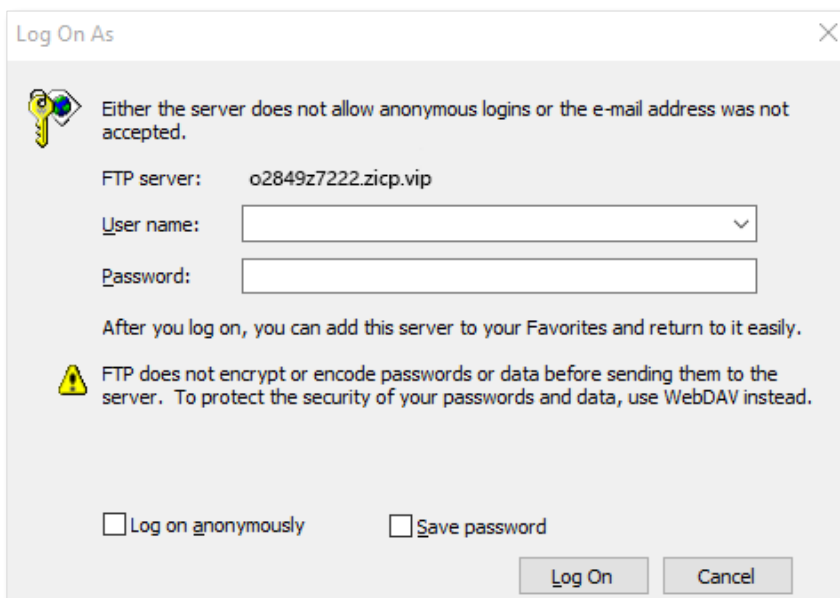 Log On As
Either the server does not allow anonymous logins or the e-mail address was not
accepted.
FTP server: o2849z7222.zicp.vip
User name:
Password:
After you log on, you can add this server to your Favorites and return to it easily.
FTP does not encrypt or encode passwords or data before sending them to the
server. To protect the security of your passwords and data, use WebDAV instead.
Log on anonymously Save password
Log On Cancel